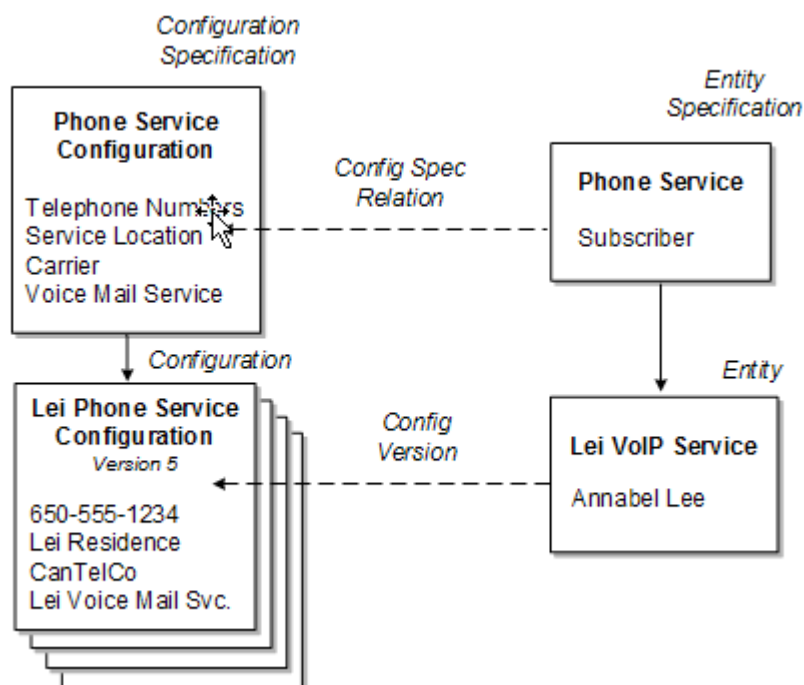 Configuration
Specification
Entity
Specification
Phone Service
Configuration
Telephone Numbers
Service Location
Carrier
Voice Mail Service
Config Spec
Relation
Phone Service
Subscriber
Configuration
Entity
Lei Phone Service
Configuration
Version 5
650-555-1234
Lei Residence
CanTelCo
Lei Voice Mail Svc.
Config
Version
Lei VoIP Service
Annabel Lee